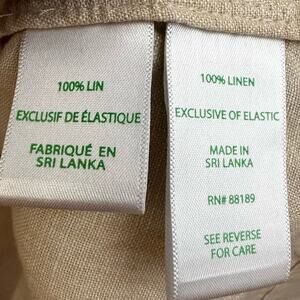 100% LIN
EXCLUSIF DE ÉLASTIQUE
FABRIQUÉ EN
SRI LANKA
100% LINEN
EXCLUSIVE OF ELASTIC
MADE IN
SRI LANKA
RN# 88189
SEE REVERSE
FOR CARE